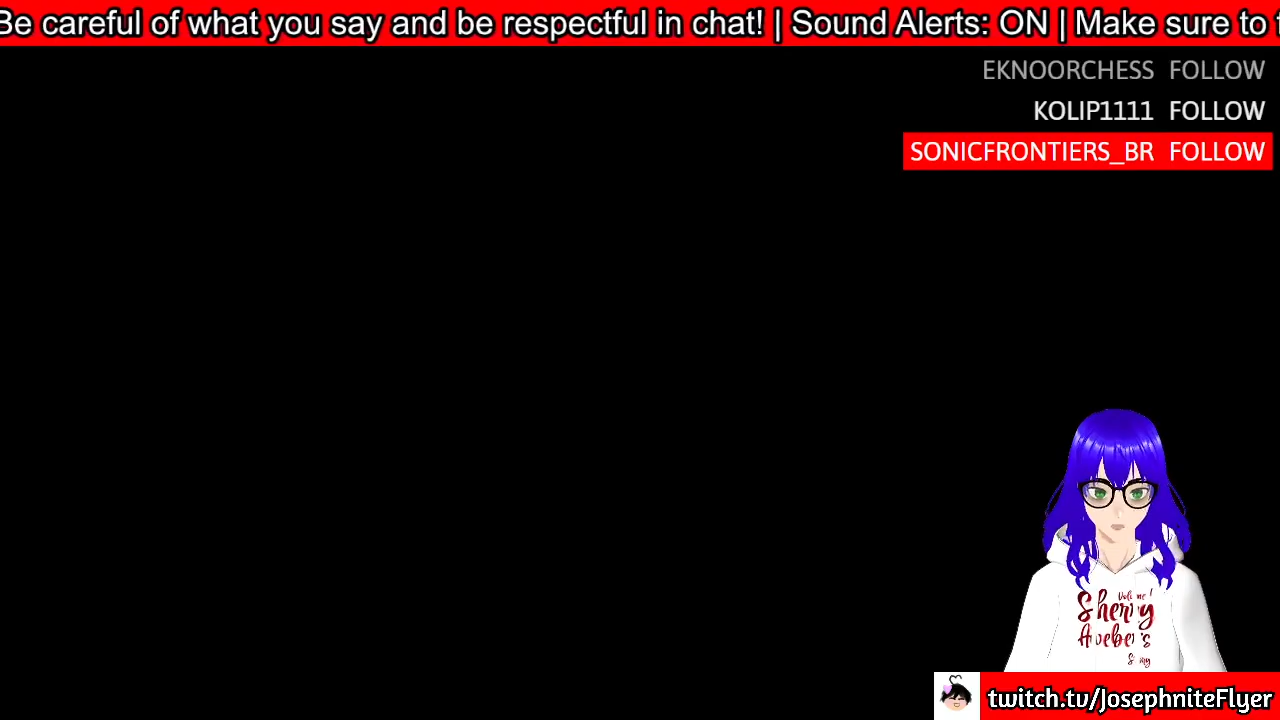 Be careful of what you say and be respectful in chat! | Sound Alerts: ON | Make sure to
EKNOORCHESS FOLLOW
KOLIP1111 FOLLOW
SONICFRONTIERS_BR FOLLOW
Sherry
twitch.tv/JosephniteFlyer